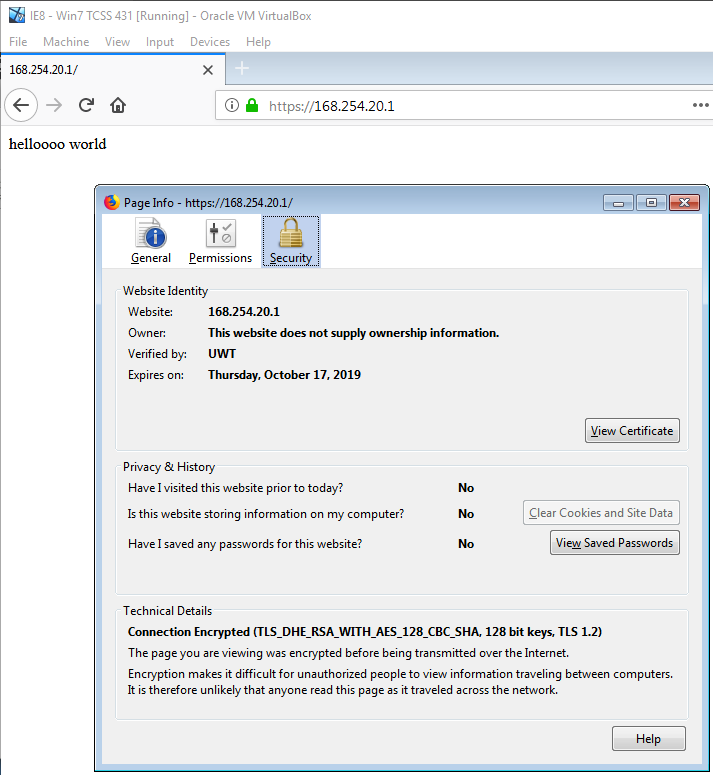 IE8 - Win7 TCSS 431 [Running] - Oracle VM VirtualBox
File Machine View Input Devices Help
168.254.20.1/
https://168.254.20.1
helloooo world
Page Info - https://168.254.20.1/
General Permissions Security
Website Identity
Website: 168.254.20.1
Owner: This website does not supply ownership information.
Verified by: UWT
Expires on: Thursday, October 17, 2019
View Certificate
Privacy & History
Have I visited this website prior to today? No
Is this website storing information on my computer? No Clear Cookies and Site Data
Have I saved any passwords for this website? No View Saved Passwords
Technical Details
Connection Encrypted (TLS_DHE_RSA_WITH_AES_128_CBC_SHA, 128 bit keys, TLS 1.2)
The page you are viewing was encrypted before being transmitted over the Internet.
Encryption makes it difficult for unauthorized people to view information traveling between computers.
It is therefore unlikely that anyone read this page as it traveled across the network.
Help